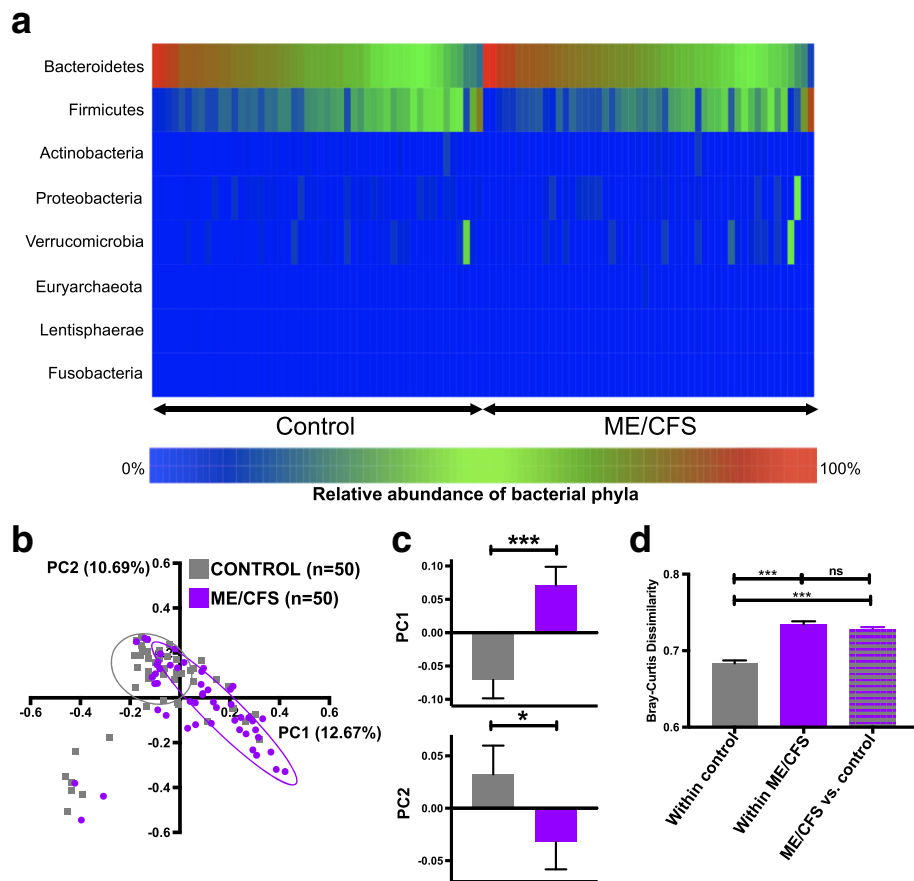 a
Bacteroidetes
Firmicutes
Actinobacteria
Proteobacteria
Verrucomicrobia
Euryarchaeota
Lentisphaerae
Fusobacteria
Control
ME/CFS
0%
100%
Relative abundance of bacterial phyla
b
PC2 (10.69%)
CONTROL (n=50)
ME/CFS (n=50)
0.6
0.4
-0.2
-0.4
-0.6
-0.6
-0.4
-0.2
0.2
0.4
0.6
PC1 (12.67%)
c
***
PC1
0.10
0.05
0.00
-0.05
-0.10
*
PC2
0.05
0.00
-0.05
d
Bray-Curtis Dissimilarity
0.8
0.7
0.6
***
ns
***
Within control
Within ME/CFS
ME/CFS vs. control